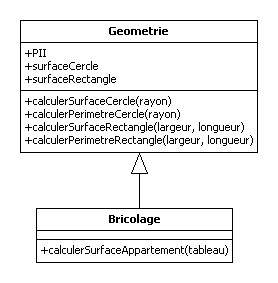 Geometrie
+PII
+surfaceCercle
+surfaceRectangle
+calculerSurfaceCercle(rayon)
+calculerPerimetreCercle(rayon)
+calculerSurfaceRectangle(largeur, longueur)
+calculerPerimetreRectangle(largeur, longueur)
Bricolage
+calculerSurfaceAppartement(tableau)